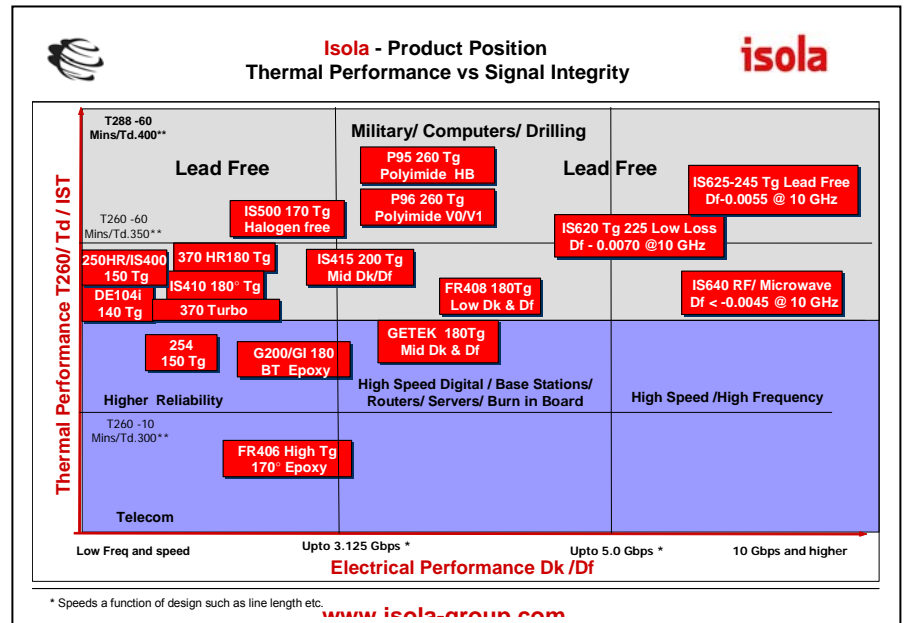 Isola - Product Position
Thermal Performance vs Signal Integrity
isola
Thermal Performance T260/ Td / IST
T288 -60
Mins/Td.400**
Military/ Computers/ Drilling
Lead Free
P95 260 Tg
Polyimide HB
Lead Free
IS625-245 Tg Lead Free
Df-0.0055 @ 10 GHz
P96 260 Tg
Polyimide V0/V1
IS500 170 Tg
Halogen free
T260 -60
Mins/Td.350**
IS620 Tg 225 Low Loss
Df - 0.0070 @10 GHz
250HR/IS400
150 Tg
370 HR180 Tg
IS415 200 Tg
Mid Dk/Df
DE104i
140 Tg
IS410 180° Tg
370 Turbo
FR408 180Tg
Low Dk & Df
IS640 RF/ Microwave
Df < -0.0045 @ 10 GHz
254
150 Tg
G200/GI 180
BT Epoxy
GETEK 180Tg
Mid Dk & Df
Higher Reliability
High Speed Digital / Base Stations/
Routers/ Servers/ Burn in Board
High Speed /High Frequency
T260 -10
Mins/Td.300**
FR406 High Tg
170° Epoxy
Telecom
Low Freq and speed
Upto 3.125 Gbps *
Upto 5.0 Gbps *
10 Gbps and higher
Electrical Performance Dk /Df
* Speeds a function of design such as line length etc.
www.isola-group.com